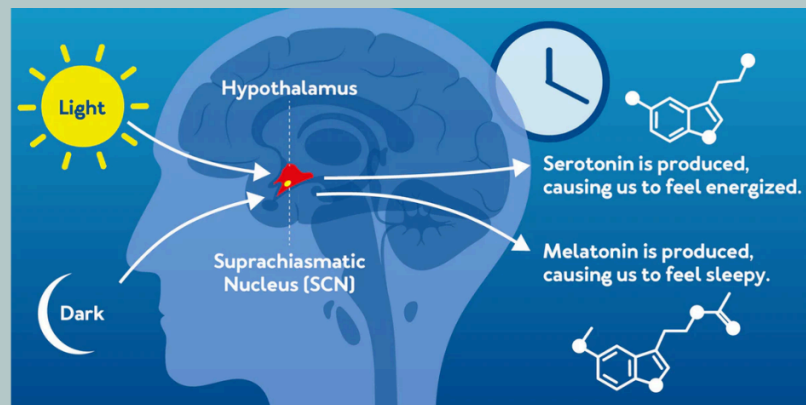 Light
Hypothalamus
Serotonin is produced,
causing us to feel energized.
Suprachiasmatic
Nucleus (SCN)
Melatonin is produced,
causing us to feel sleepy.
Dark